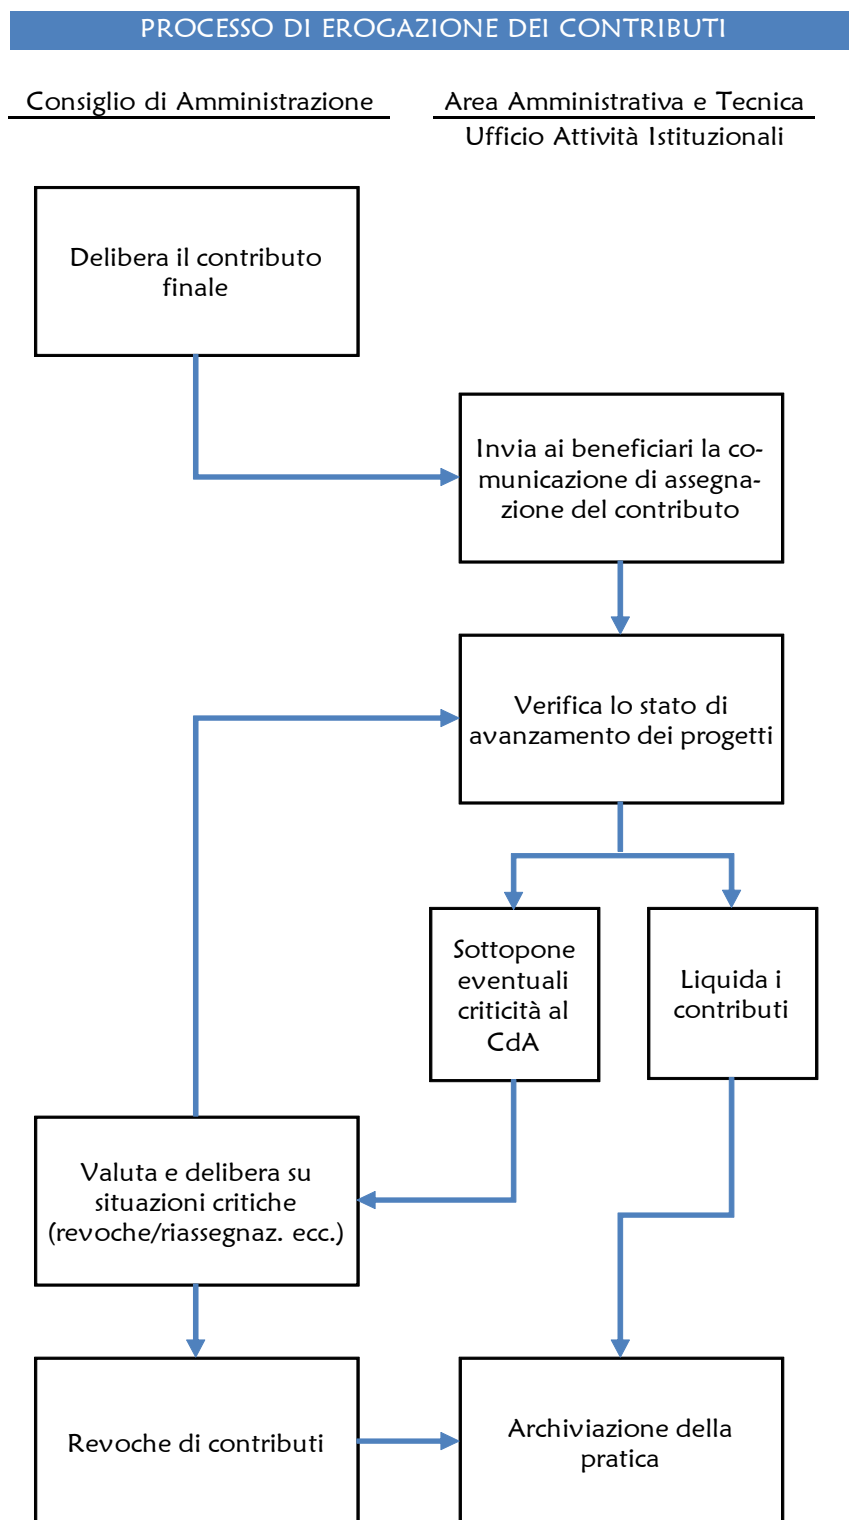 PROCESSO DI EROGAZIONE DEI CONTRIBUTI
Consiglio di Amministrazione
Area Amministrativa e Tecnica
Ufficio Attività Istituzionali
Delibera il contributo
finale
Invia ai beneficiari la co-
municazione di assegna-
zione del contributo
Verifica lo stato di
avanzamento dei progetti
Sottopone
eventuali
criticità al
CdA
Liquida i
contributi
Valuta e delibera su
situazioni critiche
(revoche/riassegnaz. ecc.)
Revoche di contributi
Archiviazione della
pratica